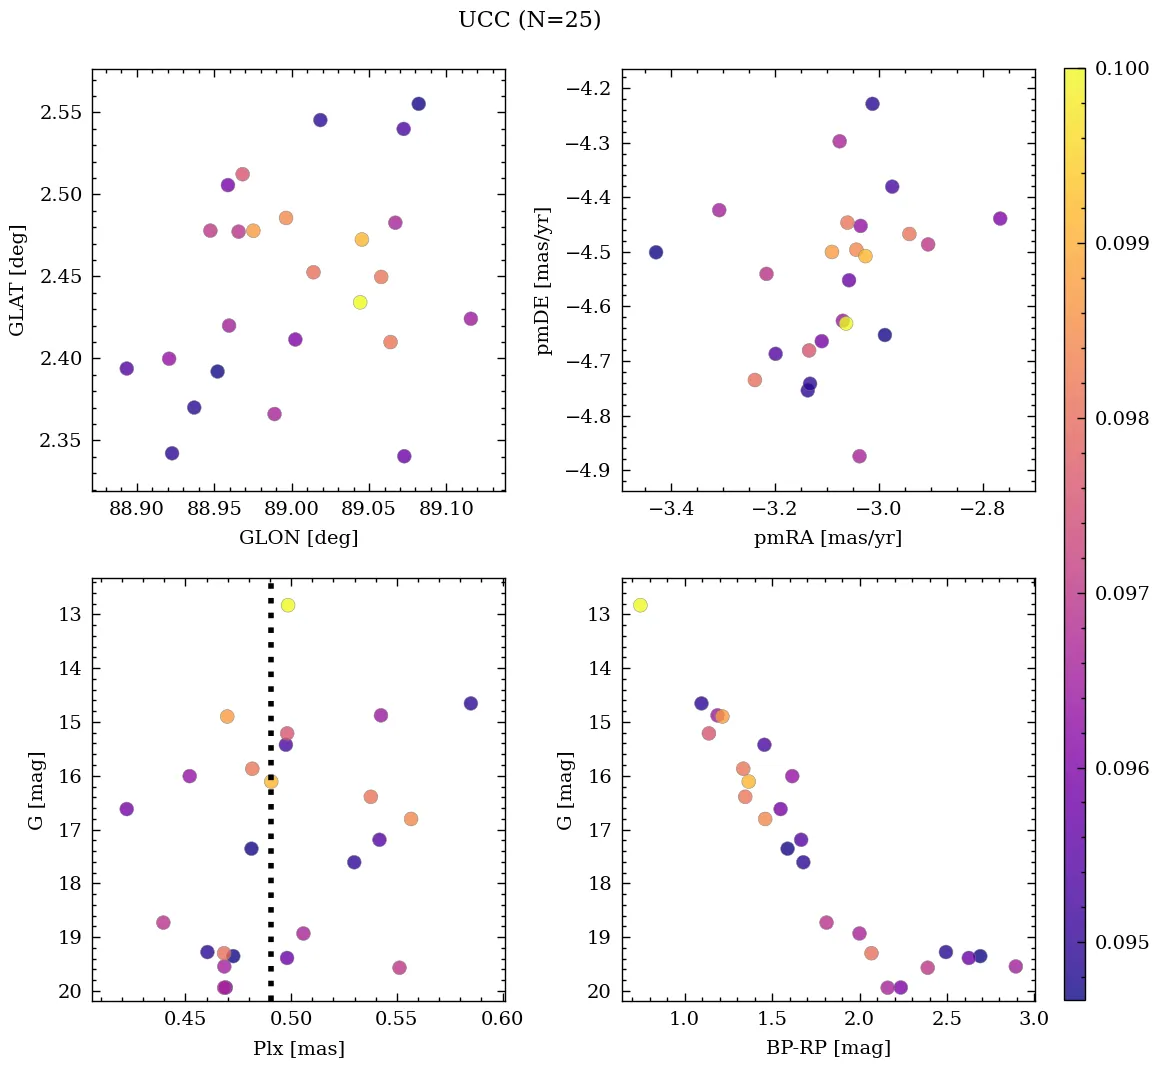 UCC (N=25)
2.55
2.50
2.45
2.40
2.35
GLAT [deg]
88.90 88.95 89.00 89.05 89.10
GLON [deg]
−4.2
−4.3
−4.4
−4.5
−4.6
−4.7
−4.8
−4.9
pmDE [mas/yr]
−3.4 −3.2 −3.0 −2.8
pmRA [mas/yr]
13
14
15
16
17
18
19
20
G [mag]
0.45 0.50 0.55 0.60
Plx [mas]
13
14
15
16
17
18
19
20
G [mag]
1.0 1.5 2.0 2.5 3.0
BP-RP [mag]
0.100
0.099
0.098
0.097
0.096
0.095